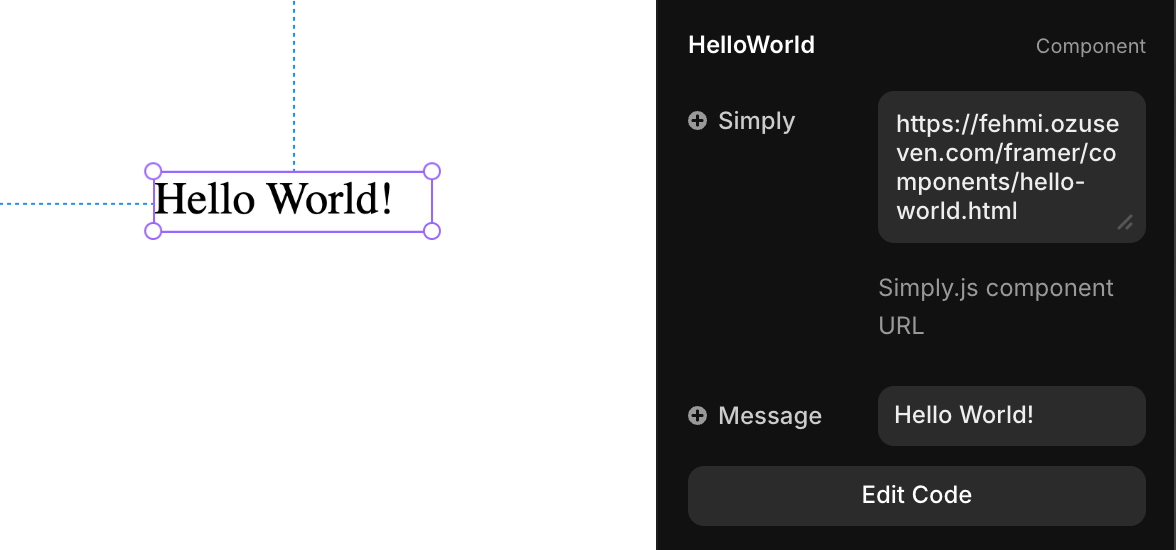 Hello World!
HelloWorld
Component
Simply
https://fehmi.ozuse
ven.com/framer/co
mponents/hello-
world.html
Simply.js component
URL
Message
Hello World!
Edit Code